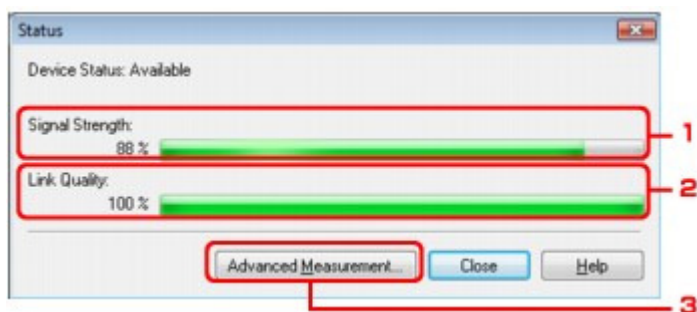 Status
Device Status: Available
Signal Strength:
88 %
1
Link Quality:
100 %
2
Advanced Measurement... Close Help
3